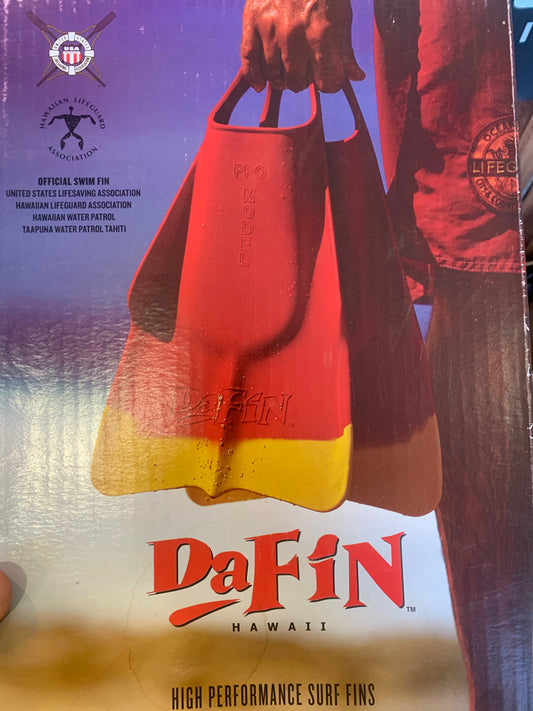 USA
HAWAIIAN LIFEGUARD
ASSOCIATION
OFFICIAL SWIM FIN
UNITED STATES LIFESAVING ASSOCIATION
HAWAIIAN LIFEGUARD ASSOCIATION
HAWAIIAN WATER PATROL
TAAPUNA WATER PATROL TAHITI
PRO
MODEL
DaFiN
LIFEG
DaFiN™
HAWAII
HIGH PERFORMANCE SURF FINS